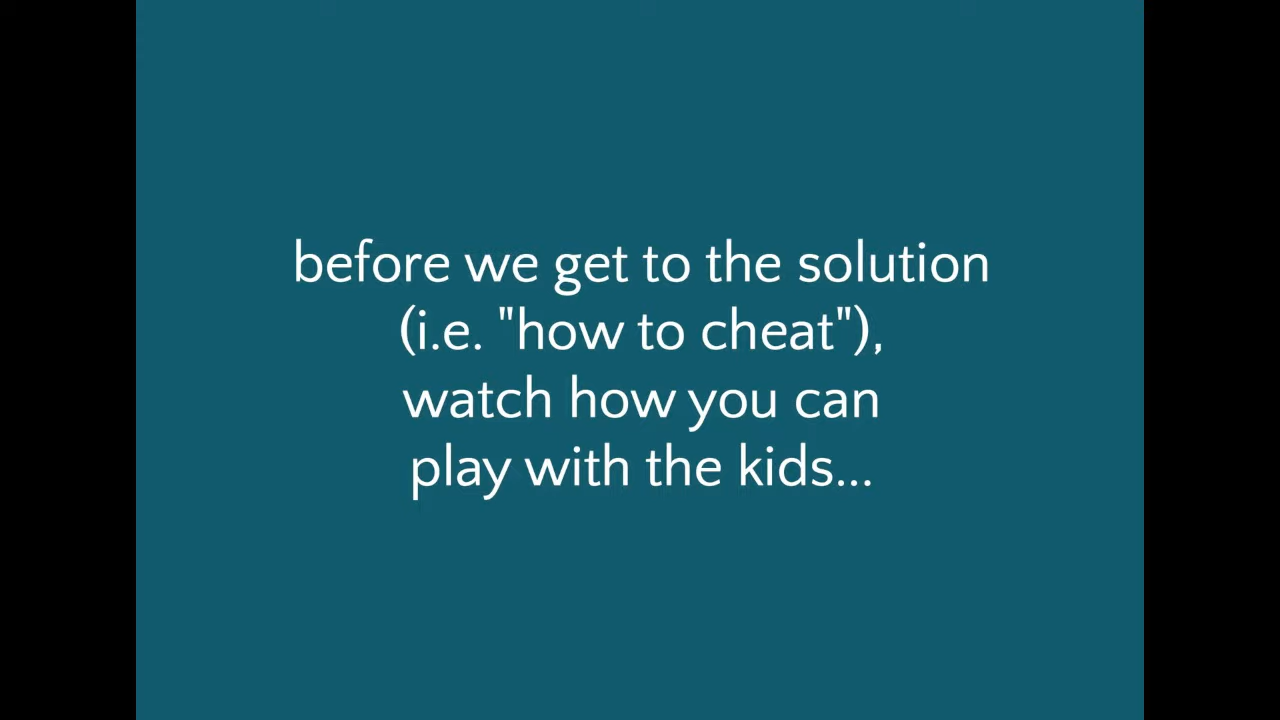 before we get to the solution
(i.e. "how to cheat"),
watch how you can
play with the kids...